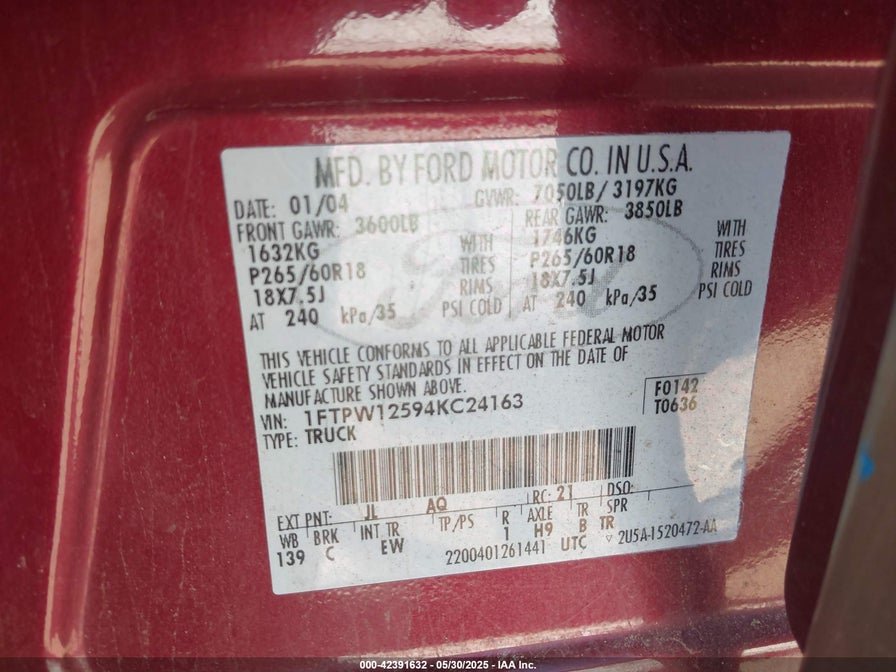 MFD. BY FORD MOTOR CO. IN U.S.A.
DATE: 01/04 GVWR: 7050LB/ 3197KG
FRONT GAWR: 3600LB REAR GAWR: 3850LB
1632KG WITH 1746KG WITH
P265/60R18 TIRES P265/60R18 TIRES
18X7.5J RIMS 18X7.5J RIMS
AT 240 kPa/35 PSI COLD AT 240 kPa/35 PSI COLD
THIS VEHICLE CONFORMS TO ALL APPLICABLE FEDERAL MOTOR
VEHICLE SAFETY STANDARDS IN EFFECT ON THE DATE OF
MANUFACTURE SHOWN ABOVE.
VIN: 1FTPW12594KC24163 F0142
TYPE: TRUCK T0636
EXT PNT: JL AQ RC: 21 DSO:
WB BRK INT TR TP/PS R AXLE TR SPR
139 C EW 1 H9 B TR
2200401261441 UTC ▽ 2U5A-1520472-AA
Ford
000-42391632 - 05/30/2025 - IAA Inc.